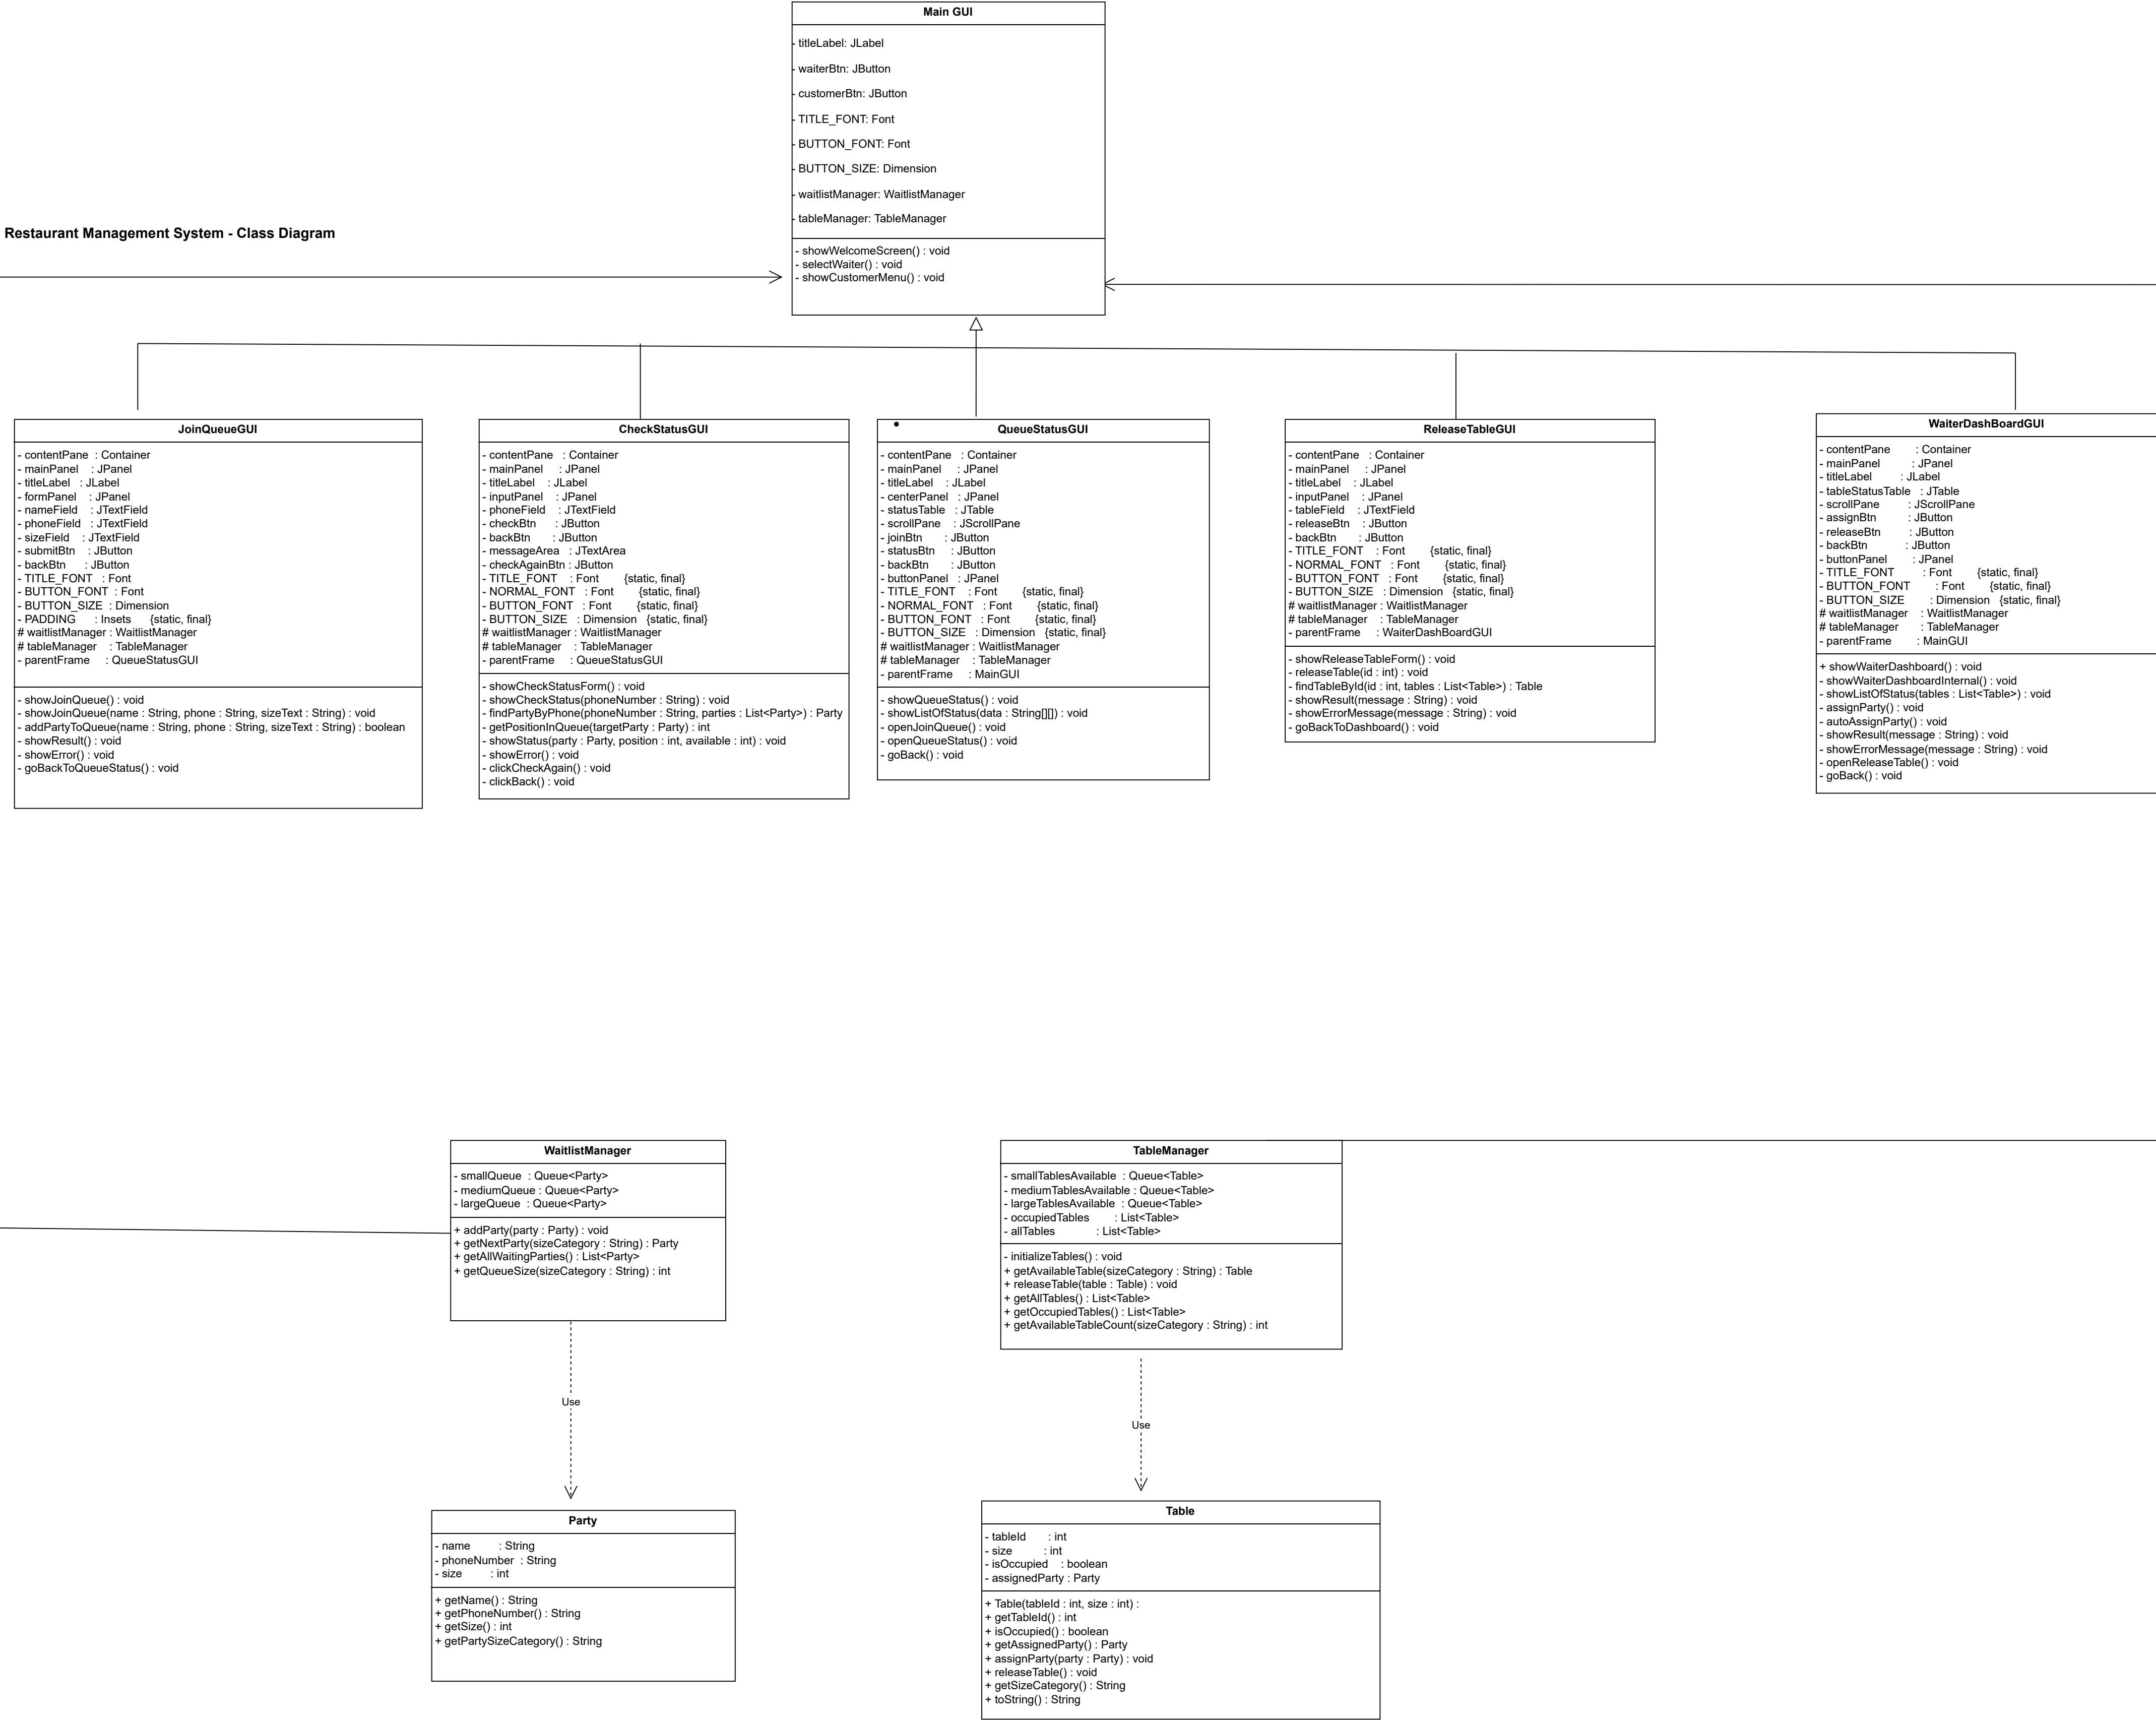 Main GUI
- titleLabel: JLabel
- waiterBtn: JButton
- customerBtn: JButton
- TITLE_FONT: Font
- BUTTON_FONT: Font
- BUTTON_SIZE: Dimension
- waitlistManager: WaitlistManager
- tableManager: TableManager
- showWelcomeScreen() : void
- selectWaiter() : void
- showCustomerMenu() : void
Restaurant Management System - Class Diagram
JoinQueueGUI
- contentPane : Container
- mainPanel : JPanel
- titleLabel : JLabel
- formPanel : JPanel
- nameField : JTextField
- phoneField : JTextField
- sizeField : JTextField
- submitBtn : JButton
- backBtn : JButton
- TITLE_FONT : Font
- BUTTON_FONT : Font
- BUTTON_SIZE : Dimension
- PADDING : Insets {static, final}
# waitlistManager : WaitlistManager
# tableManager : TableManager
- parentFrame : QueueStatusGUI
- showJoinQueue() : void
- showJoinQueue(name : String, phone : String, sizeText : String) : void
- addPartyToQueue(name : String, phone : String, sizeText : String) : boolean
- showResult() : void
- showError() : void
- goBackToQueueStatus() : void
CheckStatusGUI
- contentPane : Container
- mainPanel : JPanel
- titleLabel : JLabel
- inputPanel : JPanel
- phoneField : JTextField
- checkBtn : JButton
- backBtn : JButton
- messageArea : JTextArea
- checkAgainBtn : JButton
- TITLE_FONT : Font {static, final}
- NORMAL_FONT : Font {static, final}
- BUTTON_FONT : Font {static, final}
- BUTTON_SIZE : Dimension {static, final}
# waitlistManager : WaitlistManager
# tableManager : TableManager
- parentFrame : QueueStatusGUI
- showCheckStatusForm() : void
- showCheckStatus(phoneNumber : String) : void
- findPartyByPhone(phoneNumber : String, parties : List<Party>) : Party
- getPositionInQueue(targetParty : Party) : int
- showStatus(party : Party, position : int, available : int) : void
- showError() : void
- clickCheckAgain() : void
- clickBack() : void
QueueStatusGUI
- contentPane : Container
- mainPanel : JPanel
- titleLabel : JLabel
- centerPanel : JPanel
- statusTable : JTable
- scrollPane : JScrollPane
- joinBtn : JButton
- statusBtn : JButton
- backBtn : JButton
- buttonPanel : JPanel
- TITLE_FONT : Font {static, final}
- NORMAL_FONT : Font {static, final}
- BUTTON_FONT : Font {static, final}
- BUTTON_SIZE : Dimension {static, final}
# waitlistManager : WaitlistManager
# tableManager : TableManager
- parentFrame : MainGUI
- showQueueStatus() : void
- showListOfStatus(data : String[][]) : void
- openJoinQueue() : void
- openQueueStatus() : void
- goBack() : void
ReleaseTableGUI
- contentPane : Container
- mainPanel : JPanel
- titleLabel : JLabel
- inputPanel : JPanel
- tableField : JTextField
- releaseBtn : JButton
- backBtn : JButton
- TITLE_FONT : Font {static, final}
- NORMAL_FONT : Font {static, final}
- BUTTON_FONT : Font {static, final}
- BUTTON_SIZE : Dimension {static, final}
# waitlistManager : WaitlistManager
# tableManager : TableManager
- parentFrame : WaiterDashBoardGUI
- showReleaseTableForm() : void
- releaseTable(id : int) : void
- findTableById(id : int, tables : List<Table>) : Table
- showResult(message : String) : void
- showErrorMessage(message : String) : void
- goBackToDashboard() : void
WaiterDashBoardGUI
- contentPane : Container
- mainPanel : JPanel
- titleLabel : JLabel
- tableStatusTable : JTable
- scrollPane : JScrollPane
- assignBtn : JButton
- releaseBtn : JButton
- backBtn : JButton
- buttonPanel : JPanel
- TITLE_FONT : Font {static, final}
- BUTTON_FONT : Font {static, final}
- BUTTON_SIZE : Dimension {static, final}
# waitlistManager : WaitlistManager
# tableManager : TableManager
- parentFrame : MainGUI
+ showWaiterDashboard() : void
- showWaiterDashboardInternal() : void
- showListOfStatus(tables : List<Table>) : void
- assignParty() : void
- autoAssignParty() : void
- showResult(message : String) : void
- showErrorMessage(message : String) : void
- openReleaseTable() : void
- goBack() : void
WaitlistManager
- smallQueue : Queue<Party>
- mediumQueue : Queue<Party>
- largeQueue : Queue<Party>
+ addParty(party : Party) : void
+ getNextParty(sizeCategory : String) : Party
+ getAllWaitingParties() : List<Party>
+ getQueueSize(sizeCategory : String) : int
TableManager
- smallTablesAvailable : Queue<Table>
- mediumTablesAvailable : Queue<Table>
- largeTablesAvailable : Queue<Table>
- occupiedTables : List<Table>
- allTables : List<Table>
- initializeTables() : void
+ getAvailableTable(sizeCategory : String) : Table
+ releaseTable(table : Table) : void
+ getAllTables() : List<Table>
+ getOccupiedTables() : List<Table>
+ getAvailableTableCount(sizeCategory : String) : int
Use
Use
Party
- name : String
- phoneNumber : String
- size : int
+ getName() : String
+ getPhoneNumber() : String
+ getSize() : int
+ getPartySizeCategory() : String
Table
- tableId : int
- size : int
- isOccupied : boolean
- assignedParty : Party
+ Table(tableId : int, size : int) :
+ getTableId() : int
+ isOccupied() : boolean
+ getAssignedParty() : Party
+ assignParty(party : Party) : void
+ releaseTable() : void
+ getSizeCategory() : String
+ toString() : String